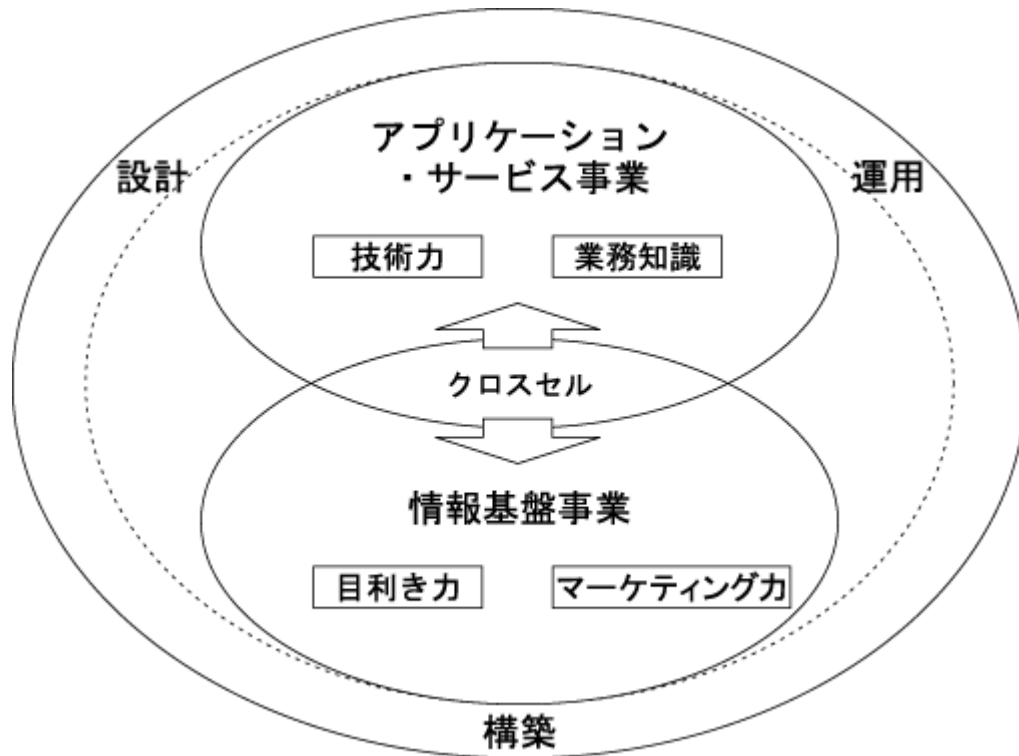 アプリケーション
・サービス事業
設計
運用
技術力
業務知識
クロスセル
情報基盤事業
目利き力
マーケティング力
構築